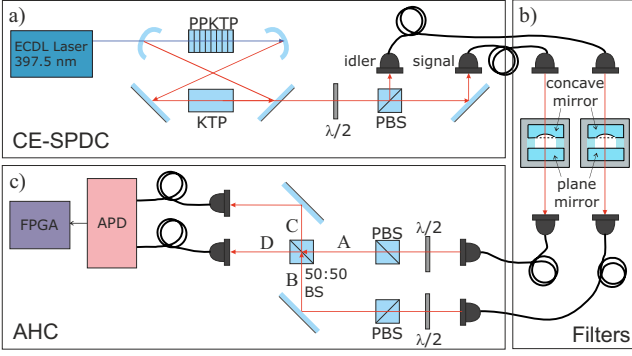 a)
ECDL Laser
397.5 nm
PPKTP
KTP
λ/2
PBS
idler
signal
CE-SPDC
b)
concave
mirror
plane
mirror
Filters
c)
FPGA
APD
C
D
A
B
50:50
BS
PBS
λ/2
PBS
λ/2
AHC